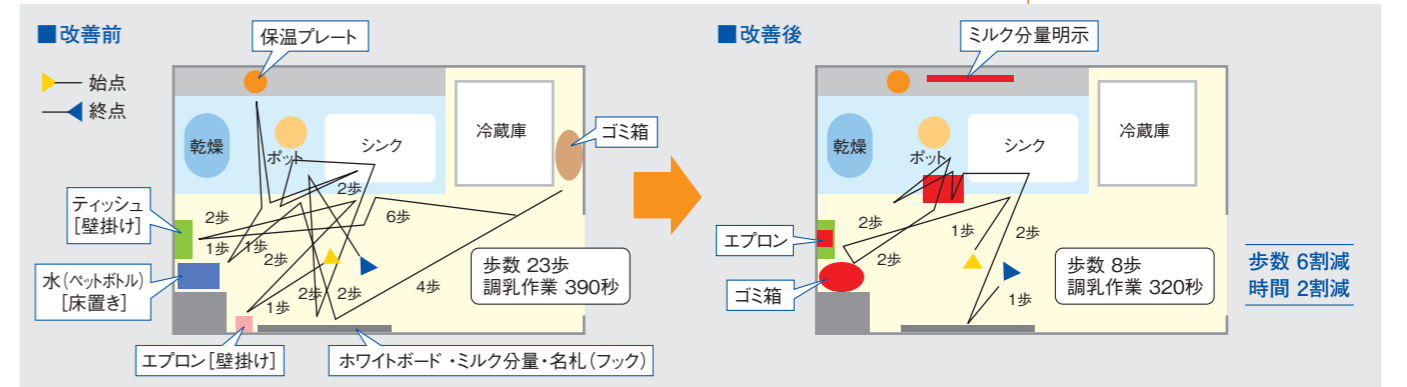 ■改善前
始点
終点
保温プレート
乾燥
ポット
シンク
冷蔵庫
ゴミ箱
ティッシュ
[壁掛け]
水(ペットボトル)
[床置き]
2歩
2歩
6歩
1歩
1歩
2歩
1歩
2歩
2歩
4歩
歩数 23歩
調乳作業 390秒
エプロン[壁掛け]
ホワイトボード・ミルク分量・名札(フック)
■改善後
ミルク分量明示
乾燥
ポット
シンク
冷蔵庫
エプロン
ゴミ箱
2歩
1歩
2歩
2歩
1歩
歩数 8歩
調乳作業 320秒
歩数 6割減
時間 2割減